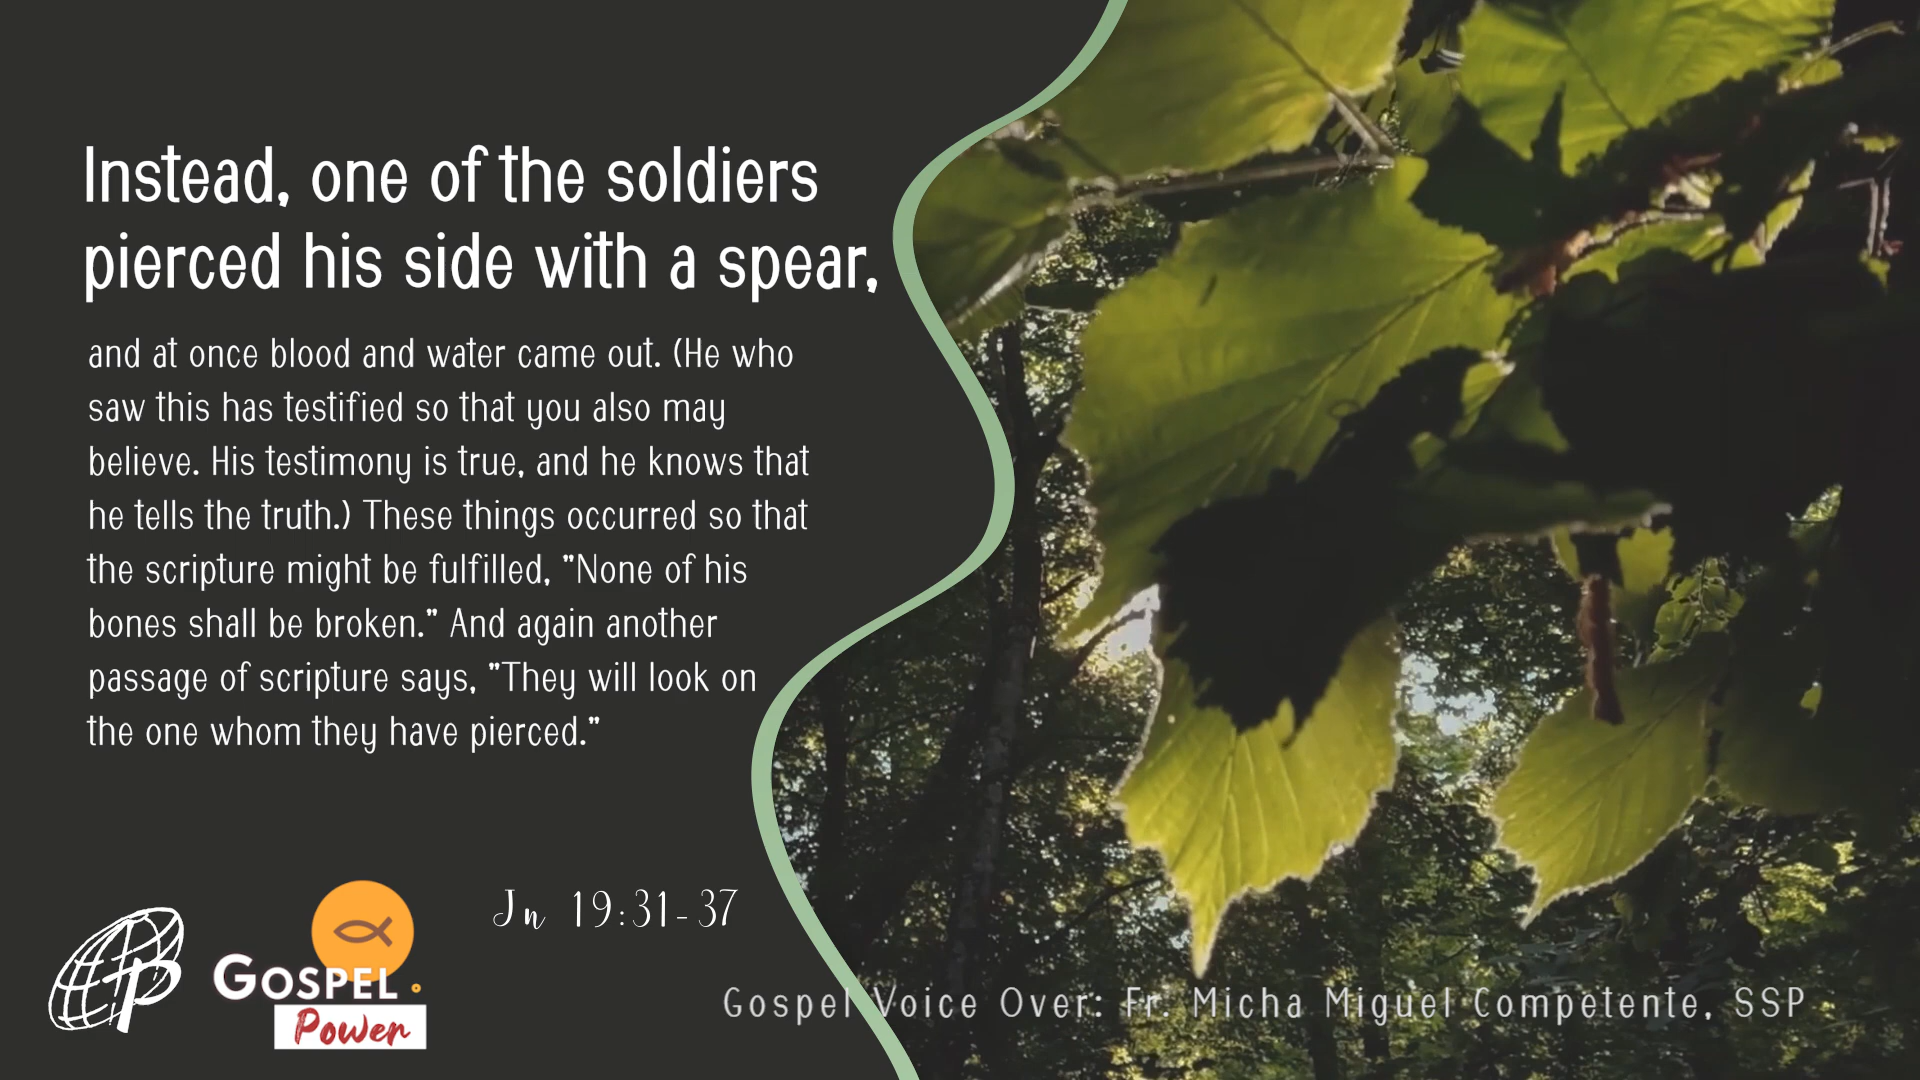 Instead, one of the soldiers
pierced his side with a spear,
and at once blood and water came out. (He who
saw this has testified so that you also may
believe. His testimony is true, and he knows that
he tells the truth.) These things occurred so that
the scripture might be fulfilled, "None of his
bones shall be broken." And again another
passage of scripture says, "They will look on
the one whom they have pierced."
Jn 19:31-37
GOSPEL
Power
Gospel Voice Over: Fr. Micha Miguel Competente, SSP